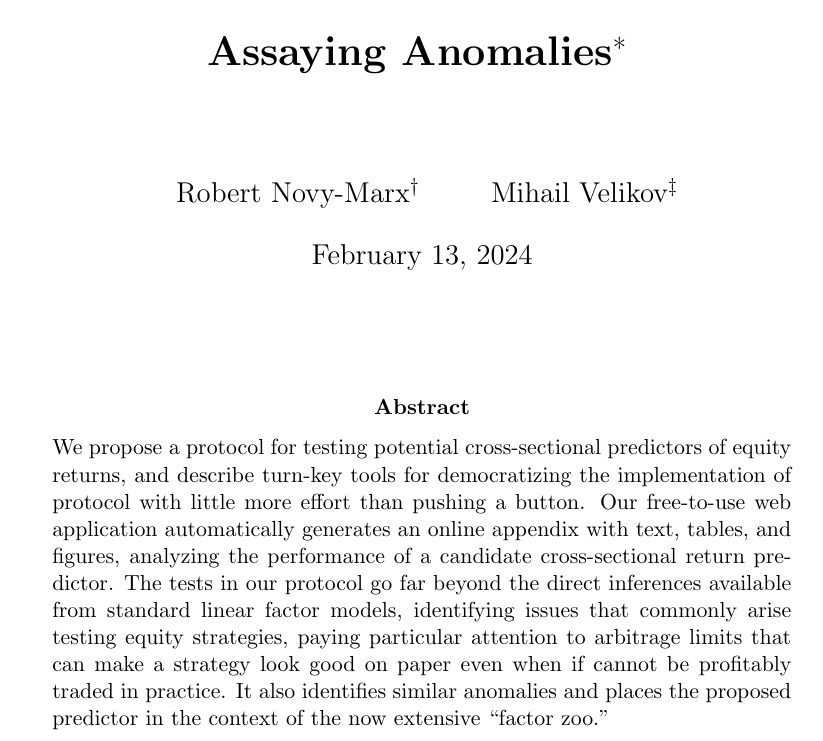 Assaying Anomalies*
Robert Novy-Marx† Mihail Velikov‡
February 13, 2024
Abstract
We propose a protocol for testing potential cross-sectional predictors of equity
returns, and describe turn-key tools for democratizing the implementation of
protocol with little more effort than pushing a button. Our free-to-use web
application automatically generates an online appendix with text, tables, and
figures, analyzing the performance of a candidate cross-sectional return pre-
dictor. The tests in our protocol go far beyond the direct inferences available
from standard linear factor models, identifying issues that commonly arise
testing equity strategies, paying particular attention to arbitrage limits that
can make a strategy look good on paper even when if cannot be profitably
traded in practice. It also identifies similar anomalies and places the proposed
predictor in the context of the now extensive “factor zoo.”